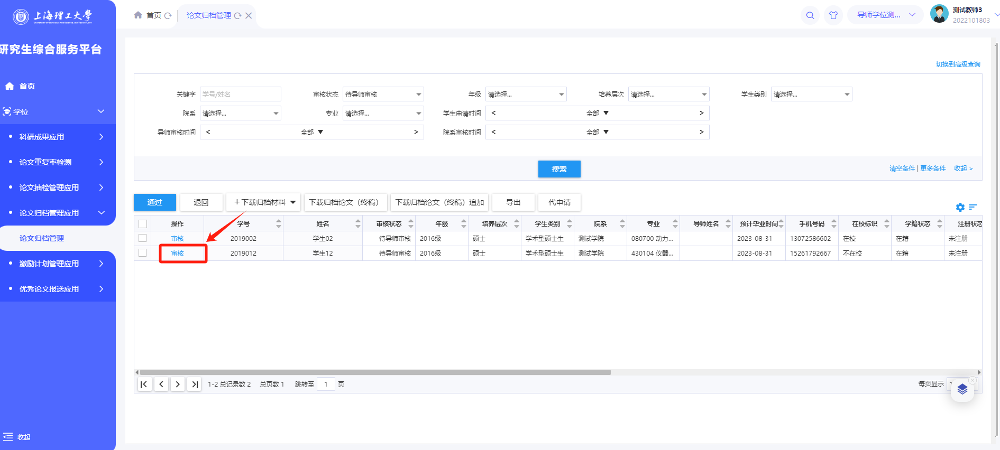 上海理工大學
UNIVERSITY OF SHANGHAI FOR SCIENCE AND TECHNOLOGY
研究生综合服务平台
首页
学位
科研成果应用
论文重复率检测
论文抽检管理应用
论文归档管理应用
论文归档管理
激励计划管理应用
优秀论文报送应用
收起
首页 论文归档管理
导师学位测...
测试教师3
2022101803
切换到高级查询
关键字 学号/姓名 审核状态 待导师审核 年级 请选择... 培养层次 请选择... 学生类别 请选择...
院系 请选择... 专业 请选择... 学生申请时间 < 全部 ▼ >
导师审核时间 < 全部 ▼ > 院系审核时间 < 全部 ▼ >
搜索
清空条件 | 更多条件 收起 >
通过 退回 +下载归档材料 下载归档论文（终稿） 下载归档论文（终稿）追加 导出 代申请
操作 学号 姓名 审核状态 年级 培养层次 学生类别 院系 专业 导师姓名 预计毕业时间 手机号码 在校标识 学籍状态 注册状态
审核 2019002 学生02 待导师审核 2016级 硕士 学术型硕士生 测试学院 080700 动力... 2023-08-31 13072586602 在校 在籍 未注册
审核 2019012 学生12 待导师审核 2016级 硕士 学术型硕士生 测试学院 430104 仪器... 2023-08-31 15261792667 不在校 在籍 未注册
1-2 总记录数 2 总页数 1 跳转至 1 页
每页显示